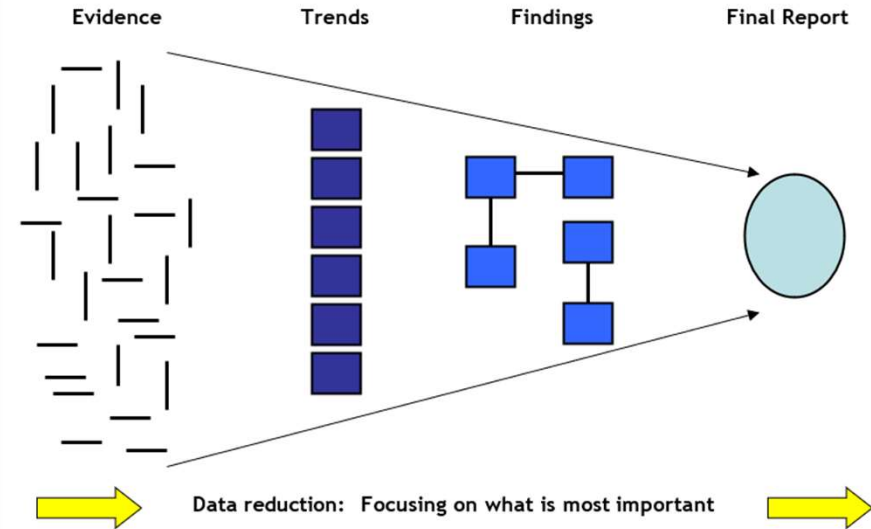 Evidence Trends Findings Final Report
Data reduction: Focusing on what is most important